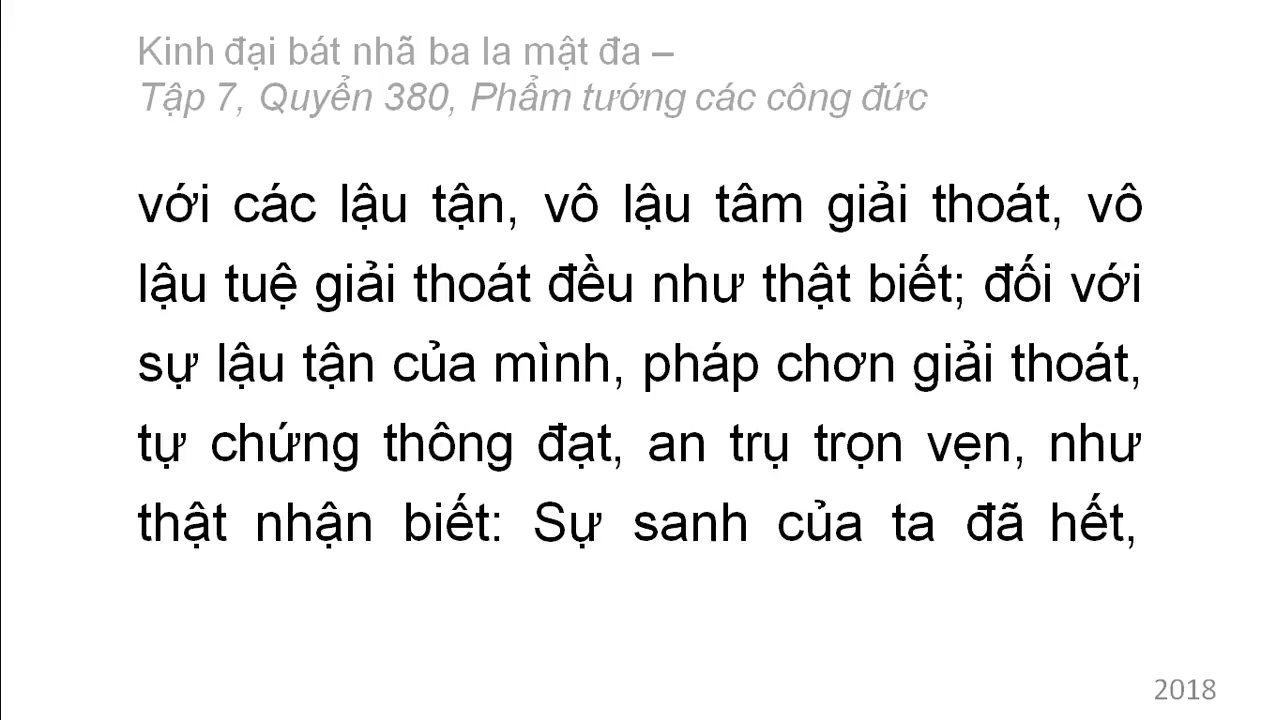 Kinh đại bát nhã ba la mật đa –
Tập 7, Quyển 380, Phẩm tướng các công đức
với các lậu tận, vô lậu tâm giải thoát, vô
lậu tuệ giải thoát đều như thật biết; đối với
sự lậu tận của mình, pháp chơn giải thoát,
tự chứng thông đạt, an trụ trọn vẹn, như
thật nhận biết: Sự sanh của ta đã hết,
2018